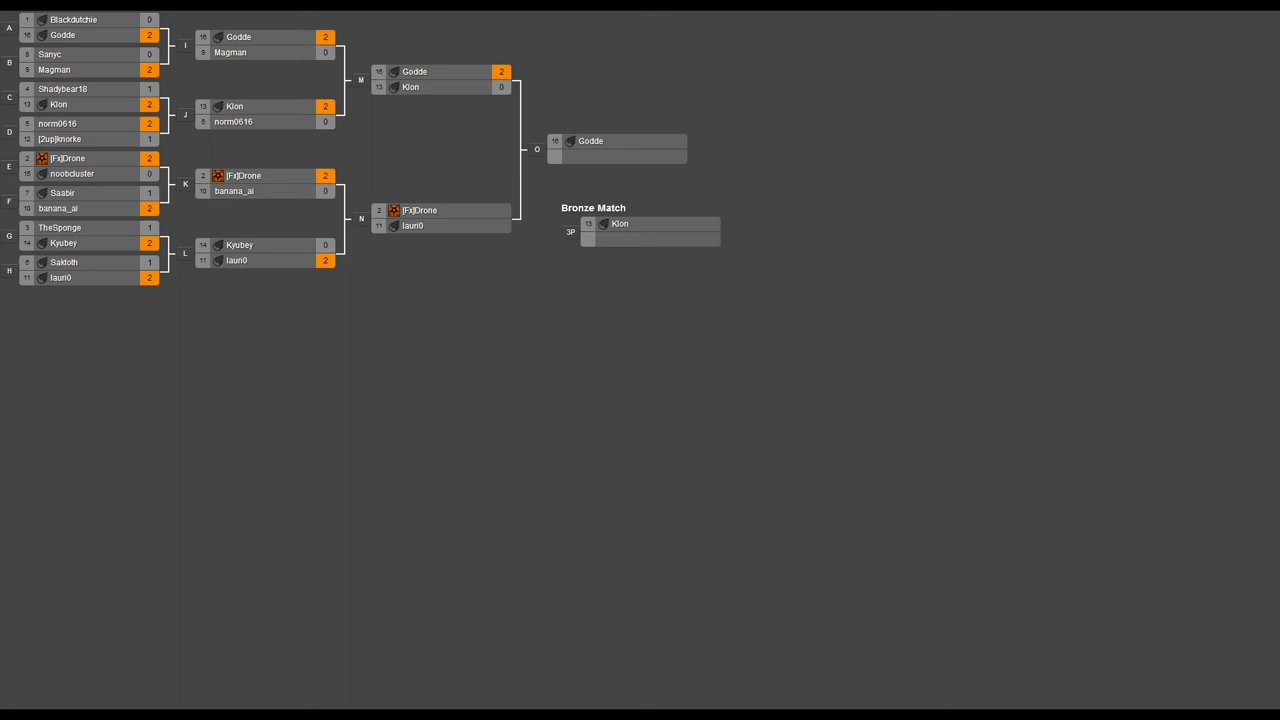 A
1 Blackdutchie 0
16 Godde 2
B
8 Sanyc 0
9 Magman 2
C
4 Shadybear18 1
13 Klon 2
D
norm0616 2
12 [2up]knorke 1
E
2 [Fx]Drone 2
15 noobcluster 0
F
7 Saabir 1
10 banana_ai 2
G
3 TheSponge 1
14 Kyubey 2
H
Saktoth 1
11 lauri0 2
I
16 Godde 2
9 Magman 0
J
13 Klon 2
5 norm0616 0
K
2 [Fx]Drone 2
10 banana_ai 0
L
14 Kyubey 0
11 lauri0 2
M
16 Godde 2
13 Klon 0
N
2 [Fx]Drone
11 lauri0
O
16 Godde
Bronze Match
3P
13 Klon